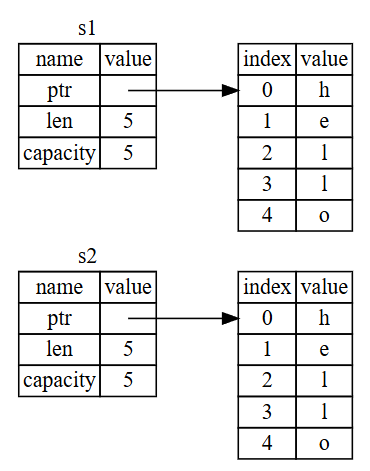 s1
name value index value
ptr 0 h
len 5 1 e
capacity 5 2 l
3 l
4 o
s2
name value index value
ptr 0 h
len 5 1 e
capacity 5 2 l
3 l
4 o